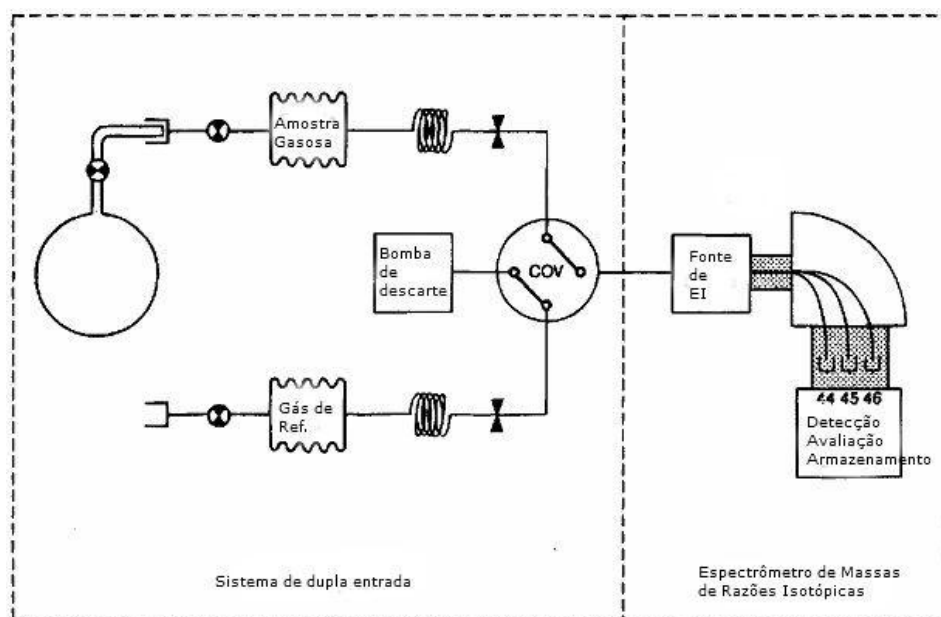 Amostra
Gasosa
Bomba
de
descarte
COV
Fonte
de
EI
Gás de
Ref.
44 45 46
Detecção
Avaliação
Armazenamento
Sistema de dupla entrada
Espectrômetro de Massas
de Razões Isotópicas